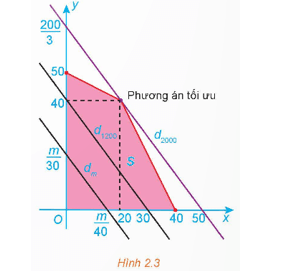 y
200/3
50
40
Phương án tối ưu
d1200
d2000
m/30
dm
S
O
m/40
20
30
40
50
x
Hình 2.3